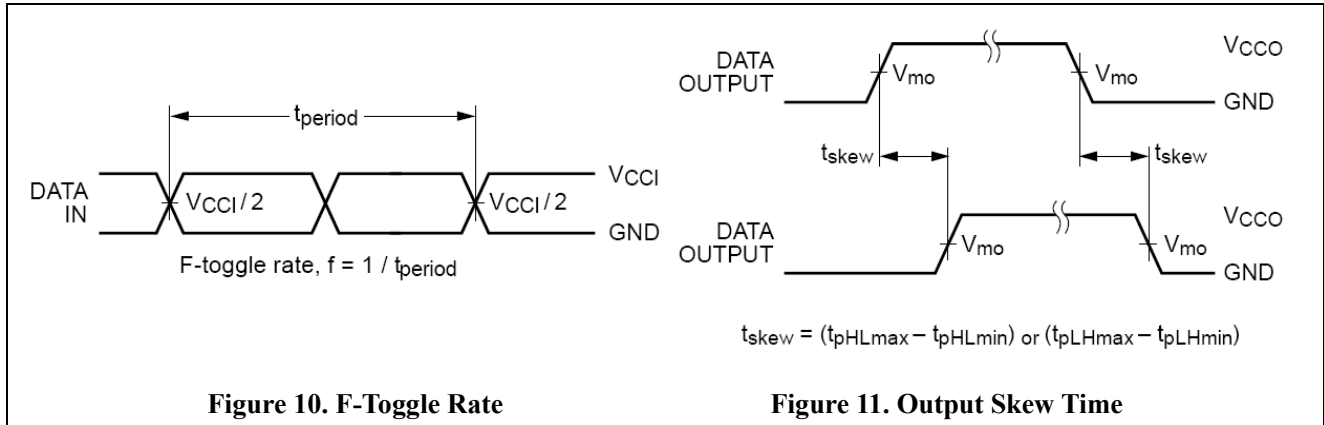 tperiod
DATA
IN
VCCI / 2
VCCI / 2
VCCI
GND
F-toggle rate, f = 1 / tperiod
Figure 10. F-Toggle Rate
DATA
OUTPUT
Vmo
Vmo
VCCO
GND
tskew
tskew
DATA
OUTPUT
Vmo
Vmo
VCCO
GND
tskew = (tpHLmax – tpHLmin) or (tpLHmax – tpLHmin)
Figure 11. Output Skew Time